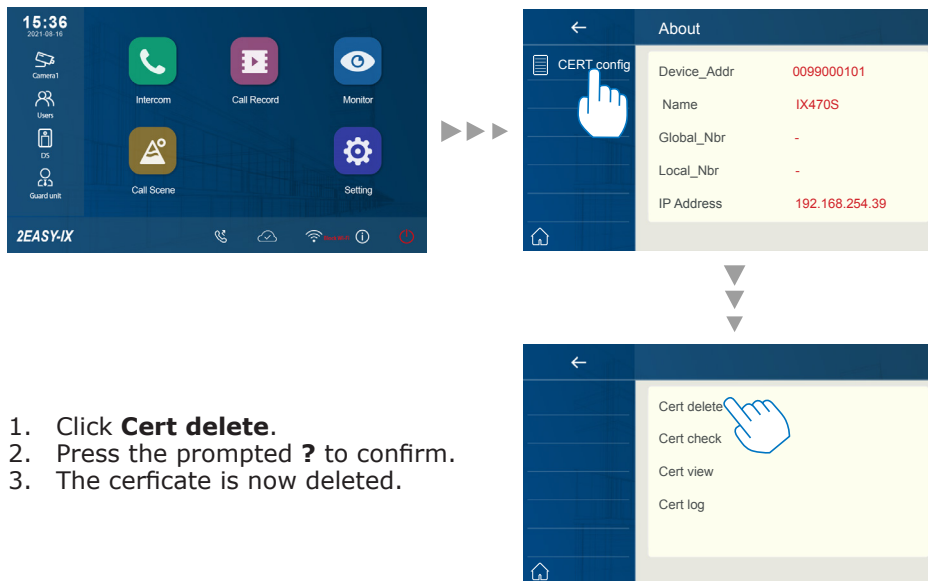 15:36
2021-08-16
Camera1
Users
DS
Guard unit
Intercom
Call Record
Monitor
Call Scene
Setting
2EASY-IX
About
CERT config
Device_Addr 0099000101
Name IX470S
Global_Nbr -
Local_Nbr -
IP Address 192.168.254.39
1. Click Cert delete.
2. Press the prompted ? to confirm.
3. The cerficate is now deleted.
Cert delete
Cert check
Cert view
Cert log